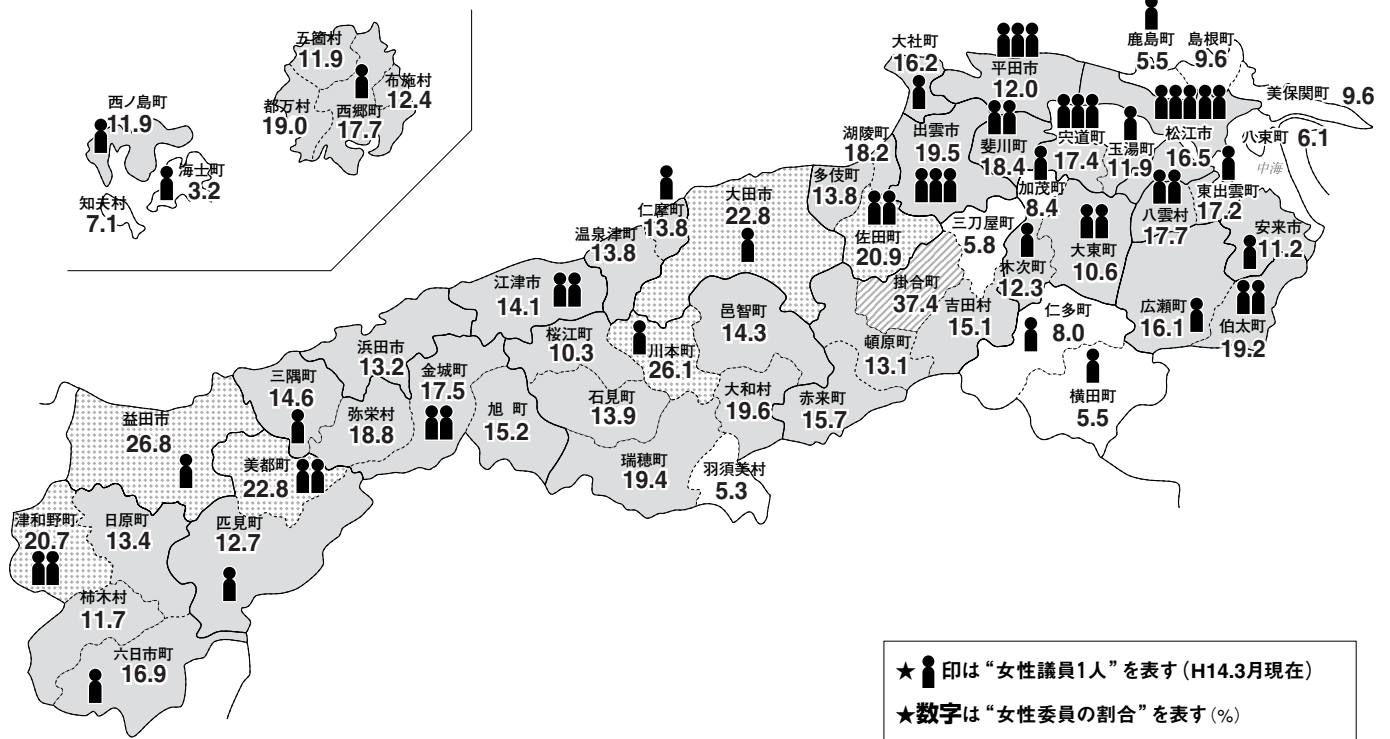 五箇村
11.9
布施村
12.4
都万村
19.0
西郷町
17.7
西ノ島町
11.9
海士町
3.2
知夫村
7.1
鹿島町
5.5
島根町
9.6
美保関町 9.6
大社町
16.2
平田市
12.0
松江市
16.5
八束町 6.1
中海
湖陵町
18.2
出雲市
19.5
斐川町
18.4
宍道町
17.4
玉湯町
11.9
東出雲町
17.2
多伎町
13.8
加茂町
8.4
八雲村
17.7
安来市
11.2
大田市
22.8
仁摩町
13.8
佐田町
20.9
三刀屋町
5.8
木次町
12.3
大東町
10.6
温泉津町
13.8
掛合町
37.4
吉田村
15.1
仁多町
8.0
広瀬町
16.1
伯太町
19.2
江津市
14.1
邑智町
14.3
頓原町
13.1
横田町
5.5
桜江町
10.3
川本町
26.1
浜田市
13.2
金城町
17.5
石見町
13.9
大和村
19.6
赤来町
15.7
三隅町
14.6
弥栄村
18.8
旭 町
15.2
瑞穂町
19.4
羽須美村
5.3
益田市
26.8
美都町
22.8
津和野町
20.7
日原町
13.4
匹見町
12.7
柿木村
11.7
六日市町
16.9
★印は“女性議員1人”を表す(H14.3月現在)
★数字は“女性委員の割合”を表す(%)